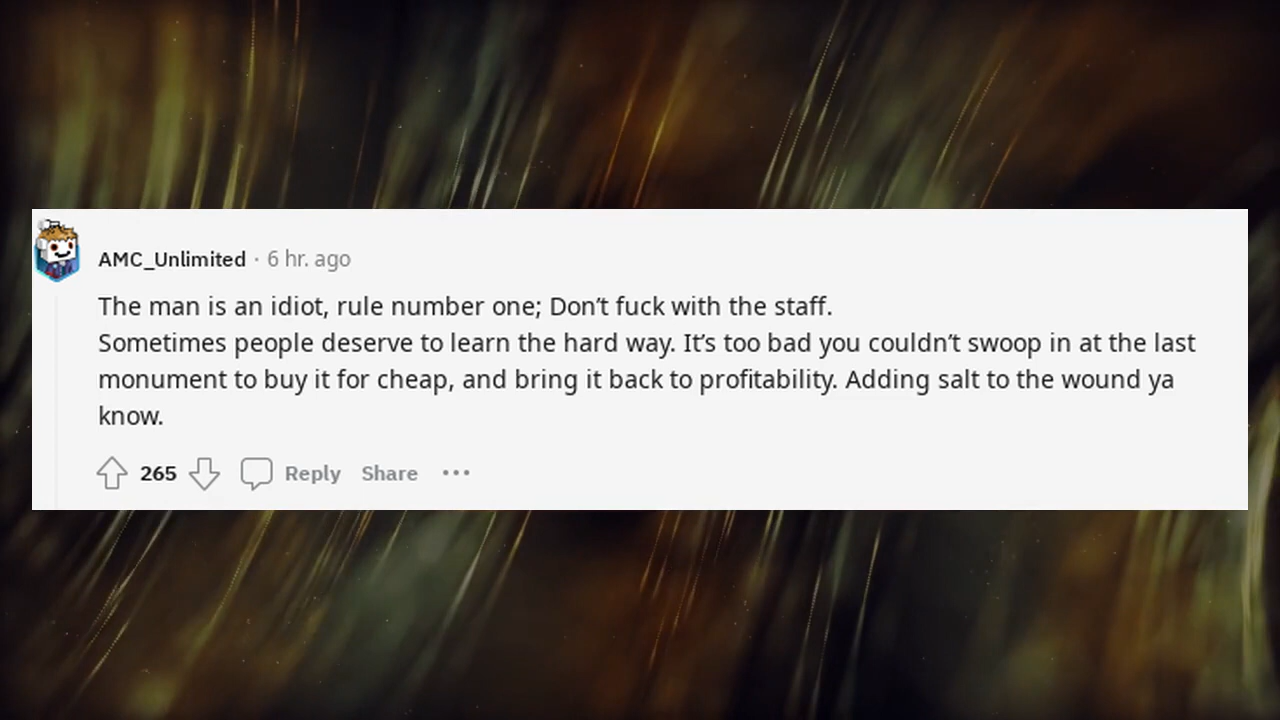 AMC_Unlimited · 6 hr. ago
The man is an idiot, rule number one; Don’t fuck with the staff.
Sometimes people deserve to learn the hard way. It’s too bad you couldn’t swoop in at the last
monument to buy it for cheap, and bring it back to profitability. Adding salt to the wound ya
know.
265 Reply Share •••